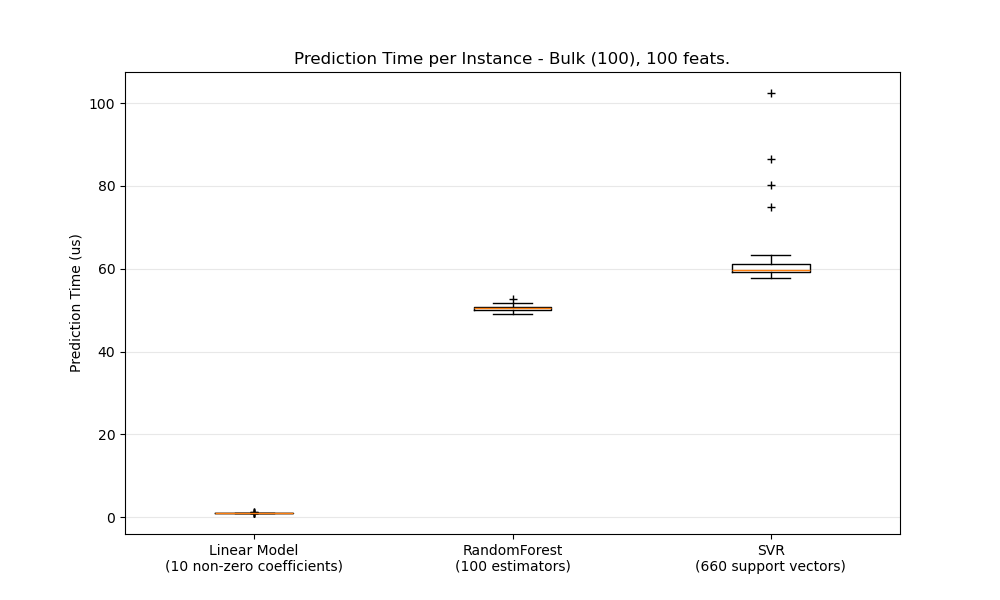 Prediction Time per Instance - Bulk (100), 100 feats.
Prediction Time (us)
100
80
60
40
20
0
Linear Model
(10 non-zero coefficients)
RandomForest
(100 estimators)
SVR
(660 support vectors)